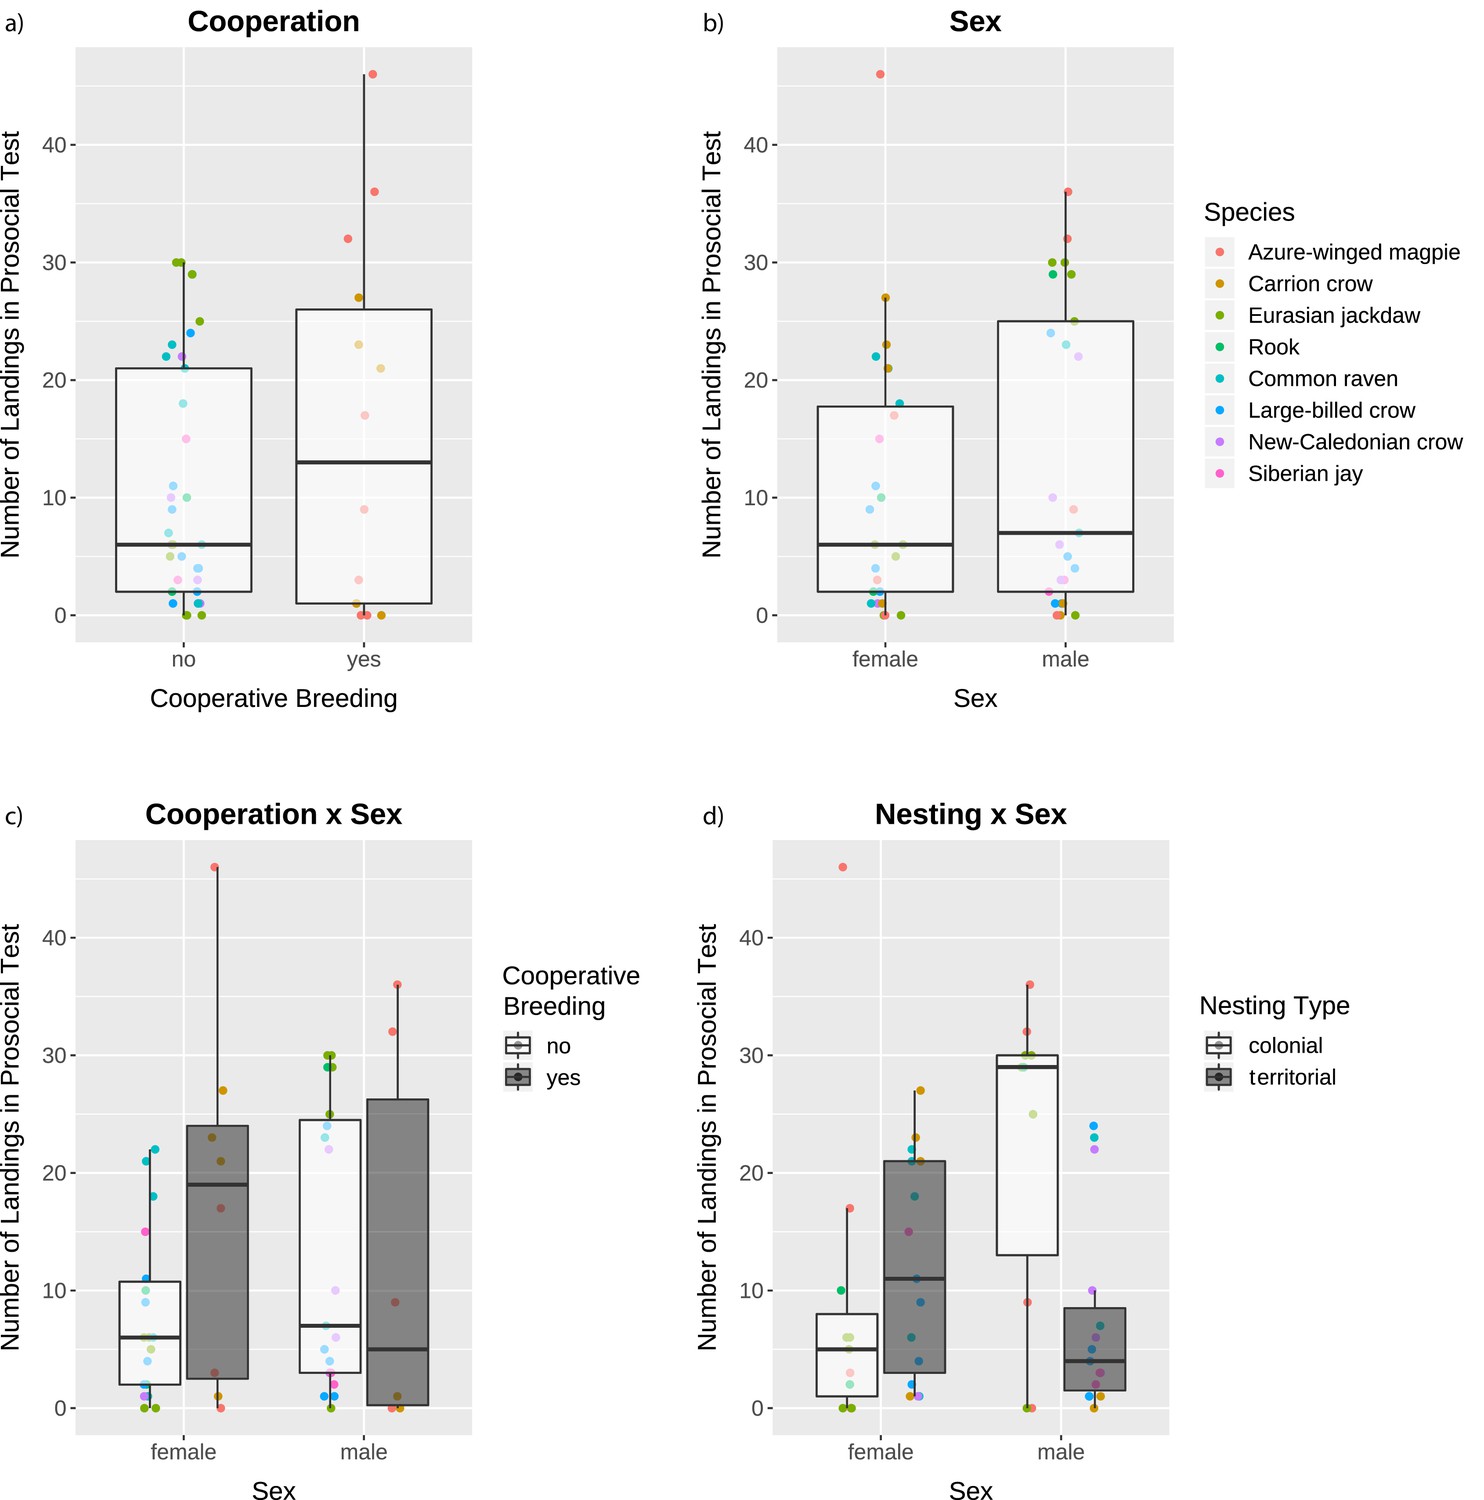 a)
Cooperation
Number of Landings in Prosocial Test
40
30
20
10
0
no
yes
Cooperative Breeding
b)
Sex
Number of Landings in Prosocial Test
40
30
20
10
0
female
male
Sex
Species
Azure-winged magpie
Carrion crow
Eurasian jackdaw
Rook
Common raven
Large-billed crow
New-Caledonian crow
Siberian jay
c)
Cooperation x Sex
Number of Landings in Prosocial Test
40
30
20
10
0
female
male
Sex
Cooperative
Breeding
no
yes
d)
Nesting x Sex
Number of Landings in Prosocial Test
40
30
20
10
0
female
male
Sex
Nesting Type
colonial
territorial